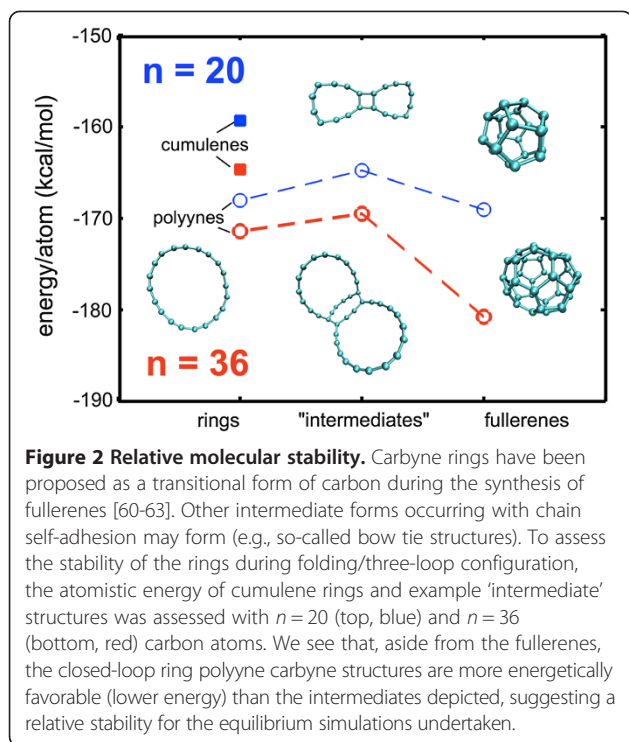 -150
n = 20
-160
cumulenes
energy/atom (kcal/mol)
-170
polyynes
-180
n = 36
-190
rings "intermediates" fullerenes
Figure 2 Relative molecular stability. Carbyne rings have been
proposed as a transitional form of carbon during the synthesis of
fullerenes [60-63]. Other intermediate forms occurring with chain
self-adhesion may form (e.g., so-called bow tie structures). To assess
the stability of the rings during folding/three-loop configuration,
the atomistic energy of cumulene rings and example ‘intermediate’
structures was assessed with n = 20 (top, blue) and n = 36
(bottom, red) carbon atoms. We see that, aside from the fullerenes,
the closed-loop ring polyyne carbyne structures are more energetically
favorable (lower energy) than the intermediates depicted, suggesting a
relative stability for the equilibrium simulations undertaken.